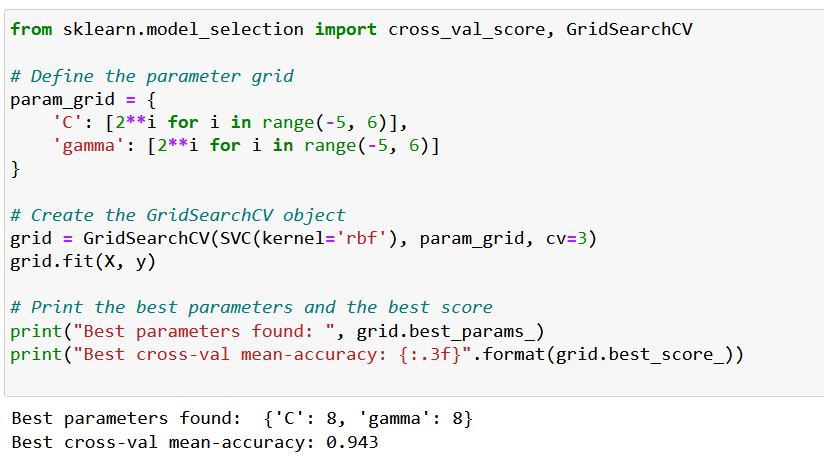 from sklearn.model_selection import cross_val_score, GridSearchCV
# Define the parameter grid
param_grid = {
    'C': [2**i for i in range(-5, 6)],
    'gamma': [2**i for i in range(-5, 6)]
}
# Create the GridSearchCV object
grid = GridSearchCV(SVC(kernel='rbf'), param_grid, cv=3)
grid.fit(X, y)
# Print the best parameters and the best score
print("Best parameters found: ", grid.best_params_)
print("Best cross-val mean-accuracy: {:.3f}".format(grid.best_score_))
Best parameters found:  {'C': 8, 'gamma': 8}
Best cross-val mean-accuracy: 0.943